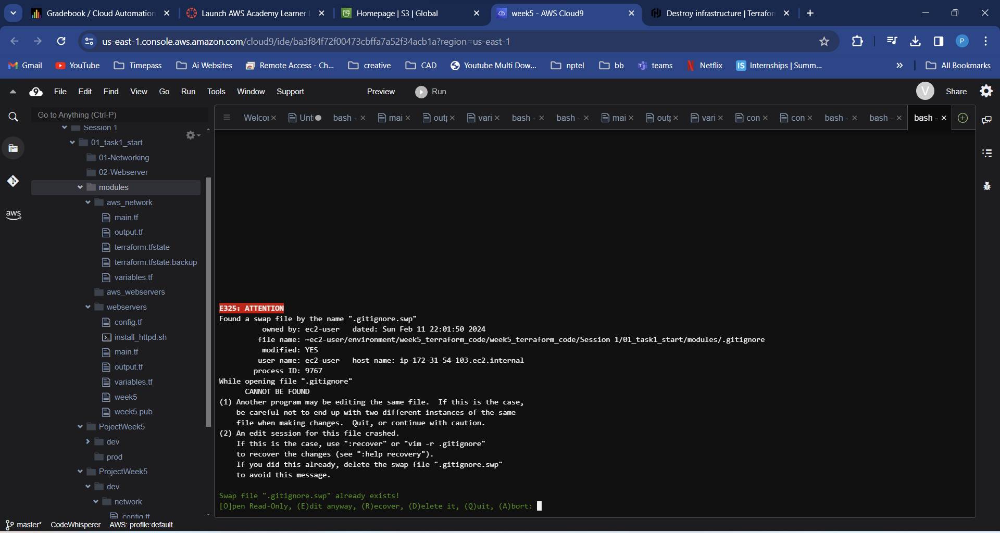 Gradebook / Cloud Automation
Launch AWS Academy Learner L
Homepage | S3 | Global
week5 - AWS Cloud9
Destroy infrastructure | Terrafor
us-east-1.console.aws.amazon.com/cloud9/ide/ba3f84f72f00473cbffa7a52f34acb1a?region=us-east-1
P
Gmail
YouTube
Timepass
Ai Websites
Remote Access - Ch...
creative
CAD
Youtube Multi Dow...
nptel
bb
teams
Netflix
IS
Internships | Summ...
All Bookmarks
9
File
Edit
Find
View
Go
Run
Tools
Window
Support
Preview
Run
V
Share
Go to Anything (Ctrl-P)
Welcor
Unti
bash -
mai
outp
vari
bash -
bash -
mai
outp
vari
con
con
bash -
bash -
bash -
Session 1
01_task1_start
01-Networking
02-Webserver
modules
aws_network
main.tf
aws
output.tf
terraform.tfstate
terraform.tfstate.backup
variables.tf
aws_webservers
webservers
config.tf
install_httpd.sh
main.tf
output.tf
variables.tf
week5
week5.pub
PojectWeek5
dev
prod
ProjectWeek5
dev
network
config.tf
E325: ATTENTION
Found a swap file by the name ".gitignore.swp"
owned by: ec2-user   dated: Sun Feb 11 22:01:50 2024
file name: ~ec2-user/environment/week5_terraform_code/week5_terraform_code/Session 1/01_task1_start/modules/.gitignore
modified: YES
user name: ec2-user   host name: ip-172-31-54-103.ec2.internal
process ID: 9767
While opening file ".gitignore"
CANNOT BE FOUND
(1) Another program may be editing the same file.  If this is the case,
be careful not to end up with two different instances of the same
file when making changes.  Quit, or continue with caution.
(2) An edit session for this file crashed.
If this is the case, use ":recover" or "vim -r .gitignore"
to recover the changes (see ":help recovery").
If you did this already, delete the swap file ".gitignore.swp"
to avoid this message.
Swap file ".gitignore.swp" already exists!
[O]pen Read-Only, (E)dit anyway, (R)ecover, (D)elete it, (Q)uit, (A)bort:
master*
CodeWhisperer
AWS: profile:default